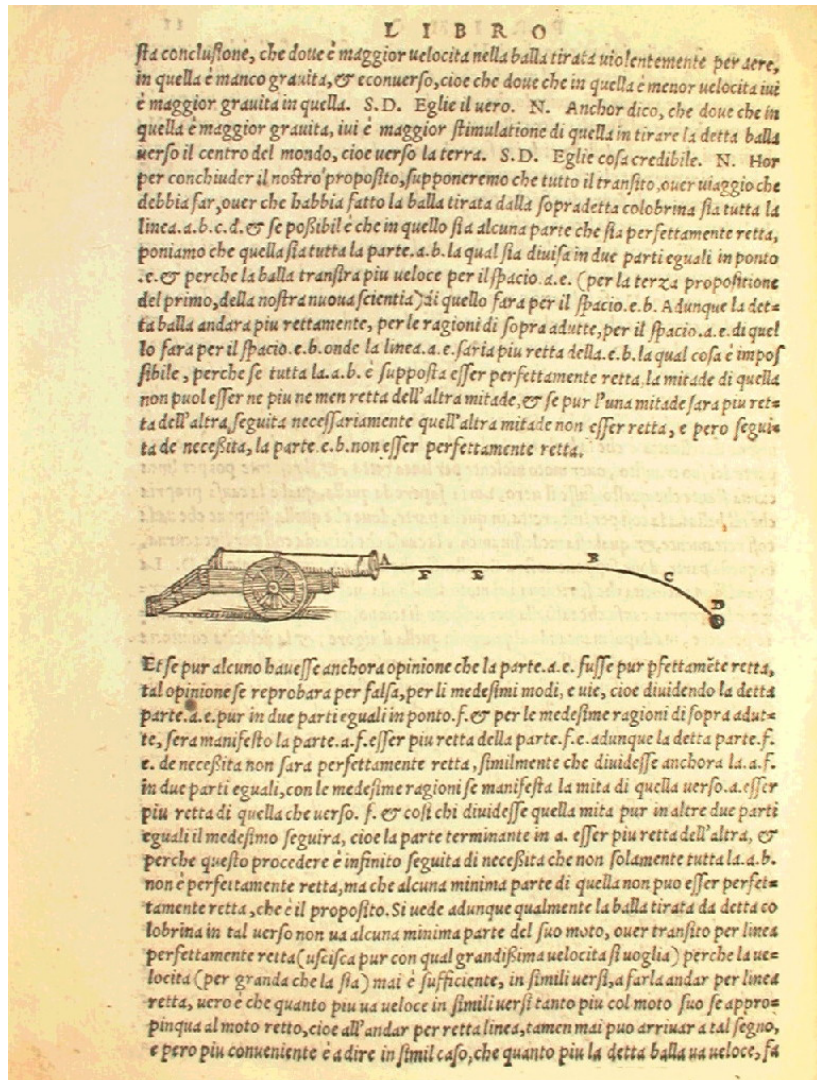 LIBRO
sta conclusione, che doue è maggior uelocita nella balla tirata uiolentemente per aere,
in quella è manco grauita, & econuerso, cioe che doue che in quella è menor uelocita iui
è maggior grauita in quella. S.D. Eglie il uero. N. Anchor dico, che doue che in
quella è maggior grauita, iui è maggior stimulatione di quella in tirare la detta balla
uerso il centro del mondo, cioe uerso la terra. S.D. Eglie cosa credibile. N. Hor
per conchiuder il nostro proposito, supponeremo che tutto il transito, ouer uiaggio che
debbia far, ouer che habbia fatto la balla tirata dalla sopradetta colobrina sia tutta la
linea.a.b.c.d.& se poßibil è che in quello sia alcuna parte che sia perfettamente retta,
poniamo che quella sia tutta la parte.a.b.la qual sia diuisa in due parti eguali in ponto
.e.& perche la balla transira piu ueloce per il spacio.a.e. (per la terza propositione
del primo, della nostra nuoua scientia) di quello fara per il spacio.e.b. Adunque la det=
ta balla andara piu rettamente, per le ragioni di sopra adutte, per il spacio.a.e.di quel
lo fara per il spacio.e.b.onde la linea.a.e.saria piu retta della.e.b.la qual cosa è impos
sibile, perche se tutta la.a.b. è supposta esser perfettamente retta la mitade di quella
non puol esser ne piu ne men retta dell'altra mitade, & se pur l'una mitade sara piu ret=
ta dell'altra, seguita necessariamente quell'altra mitade non esser retta, e pero segui=
ta de neceßita, la parte.e.b.non esser perfettamente retta.
A F E B C D
Et se pur alcuno hauesse anchora opinione che la parte.a.e. fusse pur pfettamēte retta,
tal opinione se reprobara per falsa, per li medesimi modi, e uie, cioe diuidendo la detta
parte.a.e.pur in due parti eguali in ponto.f.& per le medesime ragioni di sopra adut=
te, sera manifesto la parte.a.f.esser piu retta della parte.f.e.adunque la detta parte.f.
e. de neceßita non sara perfettamente retta, similmente che diuidesse anchora la.a.f.
in due parti eguali, con le medesime ragioni se manifesta la mita di quella uerso.a.esser
piu retta di quella che uerso. f. & cosi chi diuidesse quella mita pur in altre due parti
eguali il medesimo seguira, cioe la parte terminante in a. esser piu retta dell'altra, &
perche questo procedere è infinito seguita di neceßita che non solamente tutta la.a.b.
non è perfettamente retta, ma che alcuna minima parte di quella non puo esser perfet=
tamente retta, che è il proposito. Si uede adunque qualmente la balla tirata da detta co
lobrina in tal uerso non ua alcuna minima parte del suo moto, ouer transito per linea
perfettamente retta (uscisca pur con qual grandißima uelocita si uoglia) perche la ue=
locita (per granda che la sia) mai è sufficiente, in simili uersi, a farla andar per linea
retta, uero è che quanto piu ua ueloce in simili uersi tanto piu col moto suo se appro=
pinqua al moto retto, cioe all'andar per retta linea, tamen mai puo arriuar a tal segno,
e pero piu conueniente è a dire in simil caso, che quanto piu la detta balla ua ueloce, fa